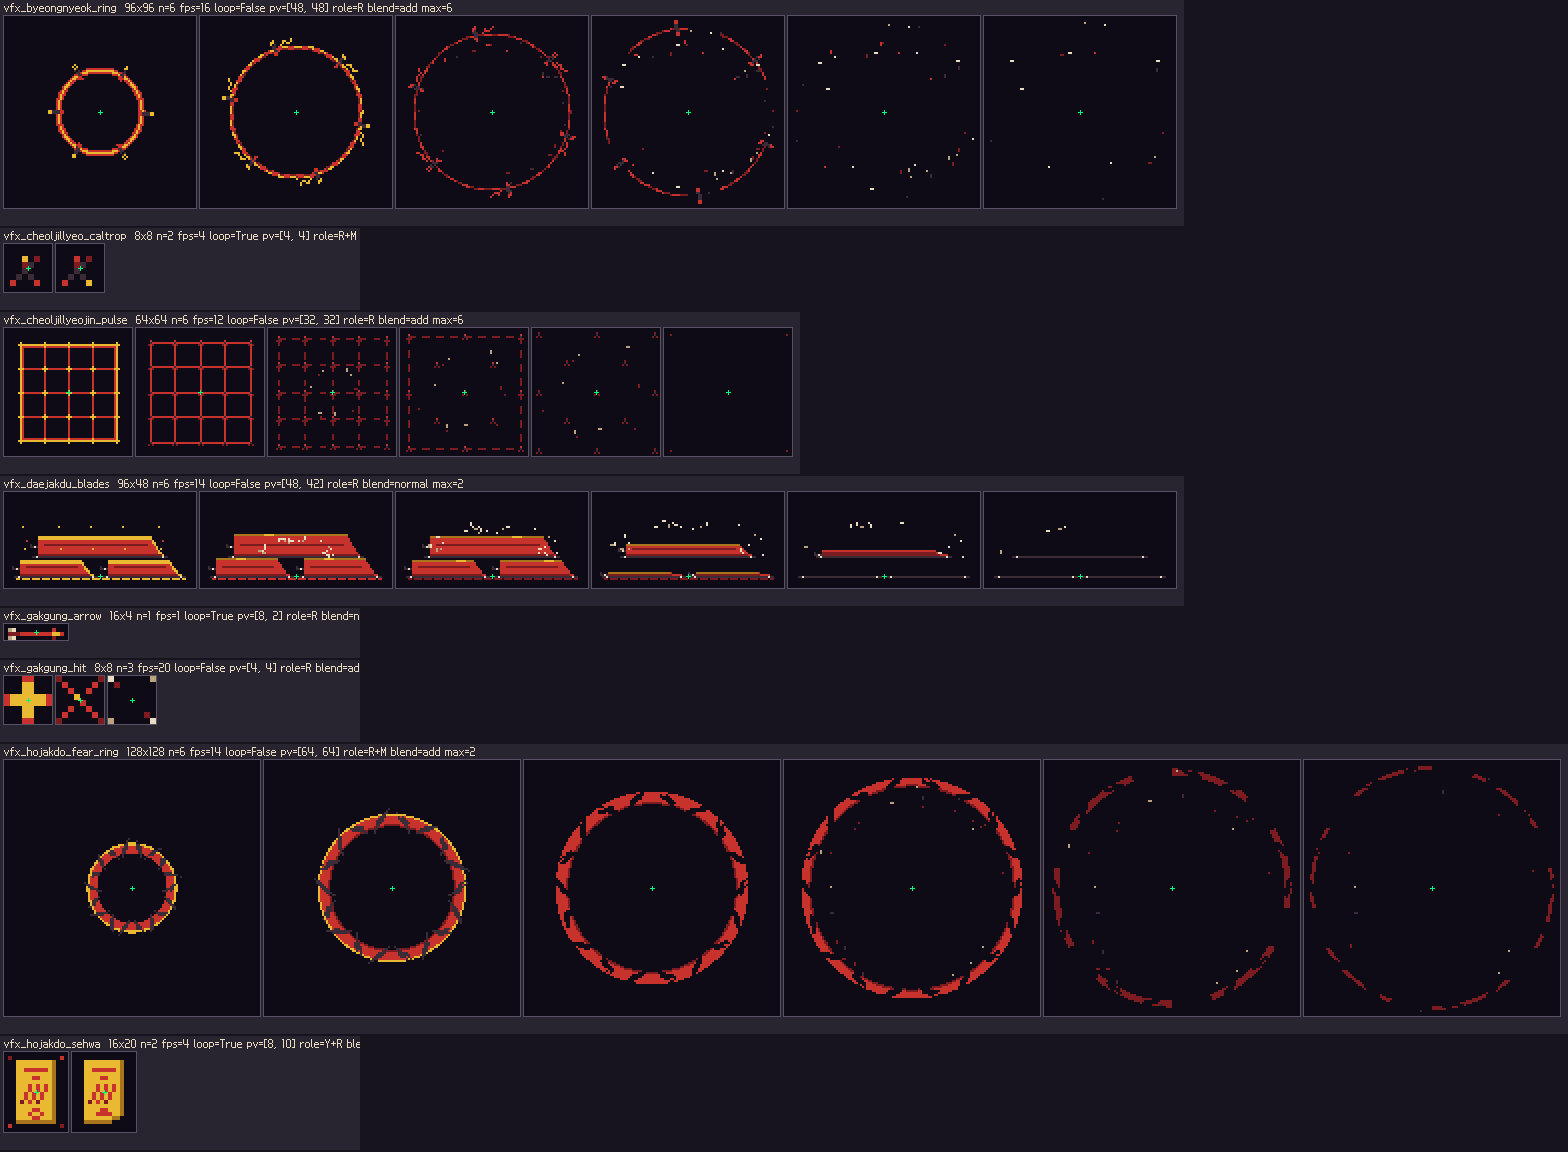 vfx_byeongnyeok_ring 96x96 n=6 fps=16 loop=False pv=[48, 48] role=R blend=add max=6
vfx_cheoljillyeo_caltrop 8x8 n=2 fps=4 loop=True pv=[4, 4] role=R+M
vfx_cheoljillyeojin_pulse 64x64 n=6 fps=12 loop=False pv=[32, 32] role=R blend=add max=6
vfx_daejakdu_blades 96x48 n=6 fps=14 loop=False pv=[48, 42] role=R blend=normal max=2
vfx_gakgung_arrow 16x4 n=1 fps=1 loop=True pv=[8, 2] role=R blend=n
vfx_gakgung_hit 8x8 n=3 fps=20 loop=False pv=[4, 4] role=R blend=ad
vfx_hojakdo_fear_ring 128x128 n=6 fps=14 loop=False pv=[64, 64] role=R+M blend=add max=2
vfx_hojakdo_sehwa 16x20 n=2 fps=4 loop=True pv=[8, 10] role=Y+R ble